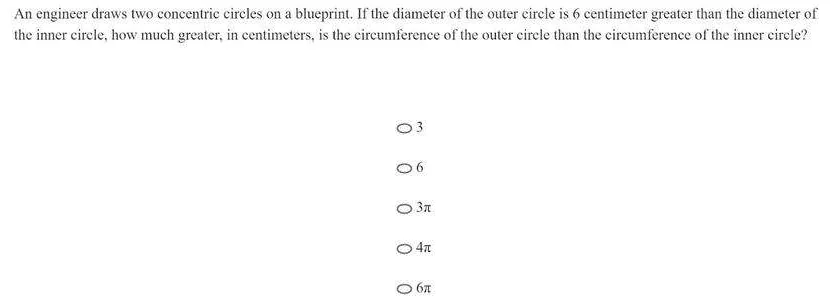 An engineer draws two concentric circles on a blueprint. If the diameter of the outer circle is 6 centimeter greater than the diameter of
the inner circle, how much greater, in centimeters, is the circumference of the outer circle than the circumference of the inner circle?
3
6
3π
4π
6π